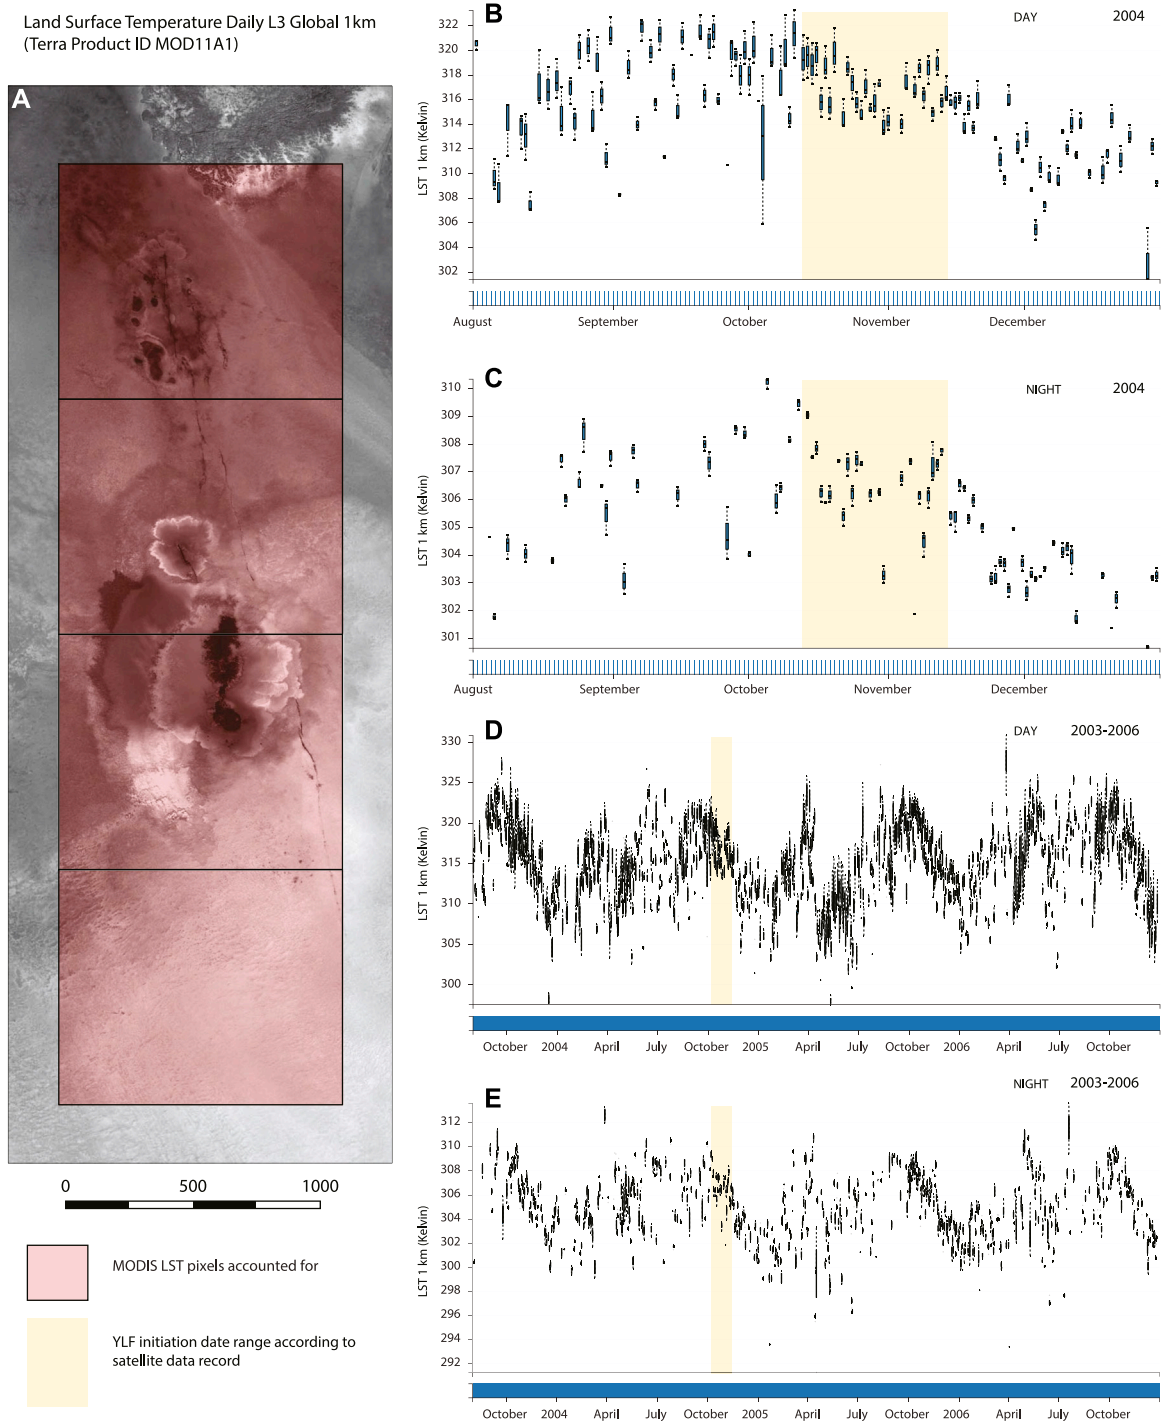 Land Surface Temperature Daily L3 Global 1km
(Terra Product ID MOD11A1)
A
0 500 1000
MODIS LST pixels accounted for
YLF initiation date range according to
satellite data record
B
DAY 2004
LST 1 km (Kelvin)
322
320
318
316
314
312
310
308
306
304
302
August September October November December
C
NIGHT 2004
LST 1 km (Kelvin)
310
309
308
307
306
305
304
303
302
301
August September October November December
D
DAY 2003-2006
LST 1 km (Kelvin)
330
325
320
315
310
305
300
October 2004 April July October 2005 April July October 2006 April July October
E
NIGHT 2003-2006
LST 1 km (Kelvin)
312
310
308
306
304
302
300
298
296
294
292
October 2004 April July October 2005 April July October 2006 April July October